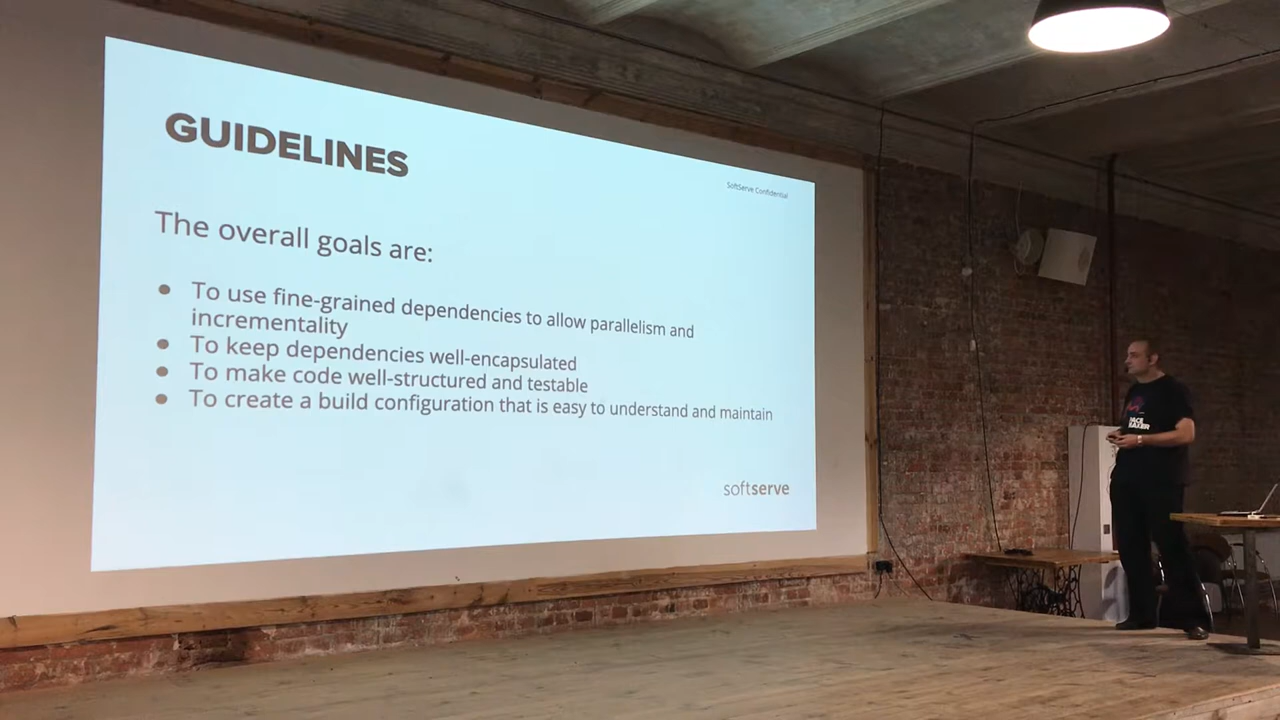 GUIDELINES
SoftServe Confidential
The overall goals are:
● To use fine-grained dependencies to allow parallelism and
incrementality
● To keep dependencies well-encapsulated
● To make code well-structured and testable
● To create a build configuration that is easy to understand and maintain
softserve